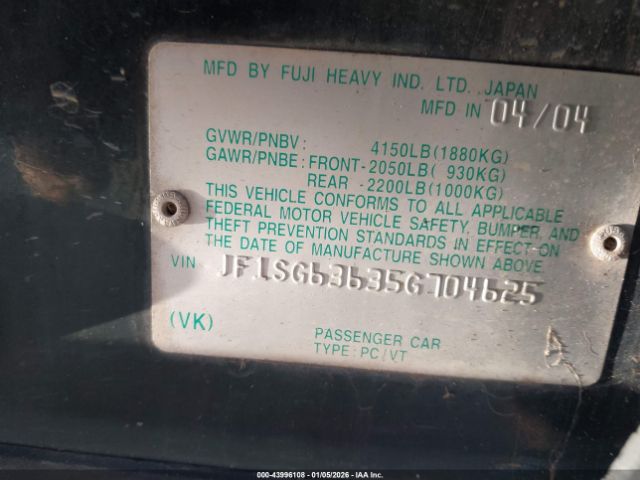 MFD BY FUJI HEAVY IND. LTD. JAPAN
MFD IN 04/04
GVWR/PNBV: 4150LB(1880KG)
GAWR/PNBE: FRONT-2050LB( 930KG)
REAR -2200LB(1000KG)
THIS VEHICLE CONFORMS TO ALL APPLICABLE
FEDERAL MOTOR VEHICLE SAFETY, BUMPER, AND
THEFT PREVENTION STANDARDS IN EFFECT ON
THE DATE OF MANUFACTURE SHOWN ABOVE.
VIN JF1SG63635G704625
(VK)
PASSENGER CAR
TYPE: PC/VT
000-43996108 | 01/05/2026 | IAAI.COM